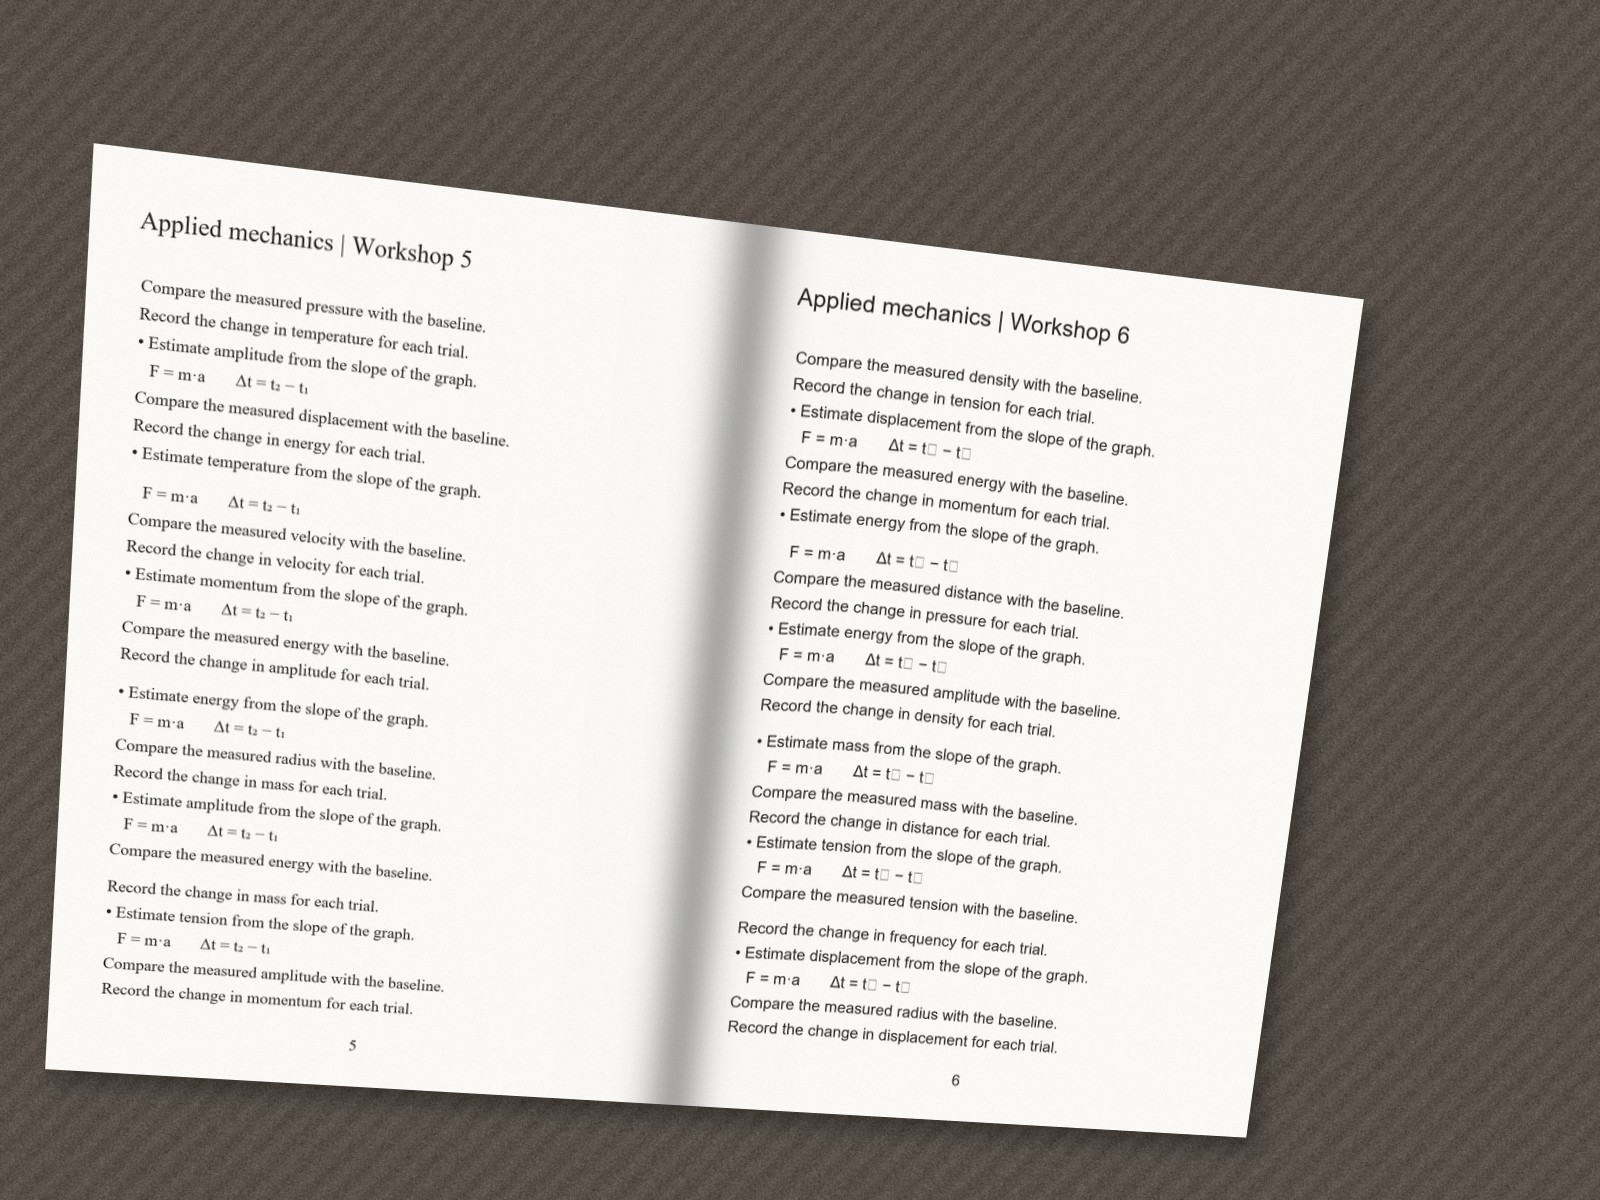 Applied mechanics | Workshop 5
Compare the measured pressure with the baseline.
Record the change in temperature for each trial.
• Estimate amplitude from the slope of the graph.
F = m·a  Δt = t₂ − t₁
Compare the measured displacement with the baseline.
Record the change in energy for each trial.
• Estimate temperature from the slope of the graph.
F = m·a  Δt = t₂ − t₁
Compare the measured velocity with the baseline.
Record the change in velocity for each trial.
• Estimate momentum from the slope of the graph.
F = m·a  Δt = t₂ − t₁
Compare the measured energy with the baseline.
Record the change in amplitude for each trial.
• Estimate energy from the slope of the graph.
F = m·a  Δt = t₂ − t₁
Compare the measured radius with the baseline.
Record the change in mass for each trial.
• Estimate amplitude from the slope of the graph.
F = m·a  Δt = t₂ − t₁
Compare the measured energy with the baseline.
Record the change in mass for each trial.
• Estimate tension from the slope of the graph.
F = m·a  Δt = t₂ − t₁
Compare the measured amplitude with the baseline.
Record the change in momentum for each trial.
5
Applied mechanics | Workshop 6
Compare the measured density with the baseline.
Record the change in tension for each trial.
• Estimate displacement from the slope of the graph.
F = m·a  Δt = t□ − t□
Compare the measured energy with the baseline.
Record the change in momentum for each trial.
• Estimate energy from the slope of the graph.
F = m·a  Δt = t□ − t□
Compare the measured distance with the baseline.
Record the change in pressure for each trial.
• Estimate energy from the slope of the graph.
F = m·a  Δt = t□ − t□
Compare the measured amplitude with the baseline.
Record the change in density for each trial.
• Estimate mass from the slope of the graph.
F = m·a  Δt = t□ − t□
Compare the measured mass with the baseline.
Record the change in distance for each trial.
• Estimate tension from the slope of the graph.
F = m·a  Δt = t□ − t□
Compare the measured tension with the baseline.
Record the change in frequency for each trial.
• Estimate displacement from the slope of the graph.
F = m·a  Δt = t□ − t□
Compare the measured radius with the baseline.
Record the change in displacement for each trial.
6